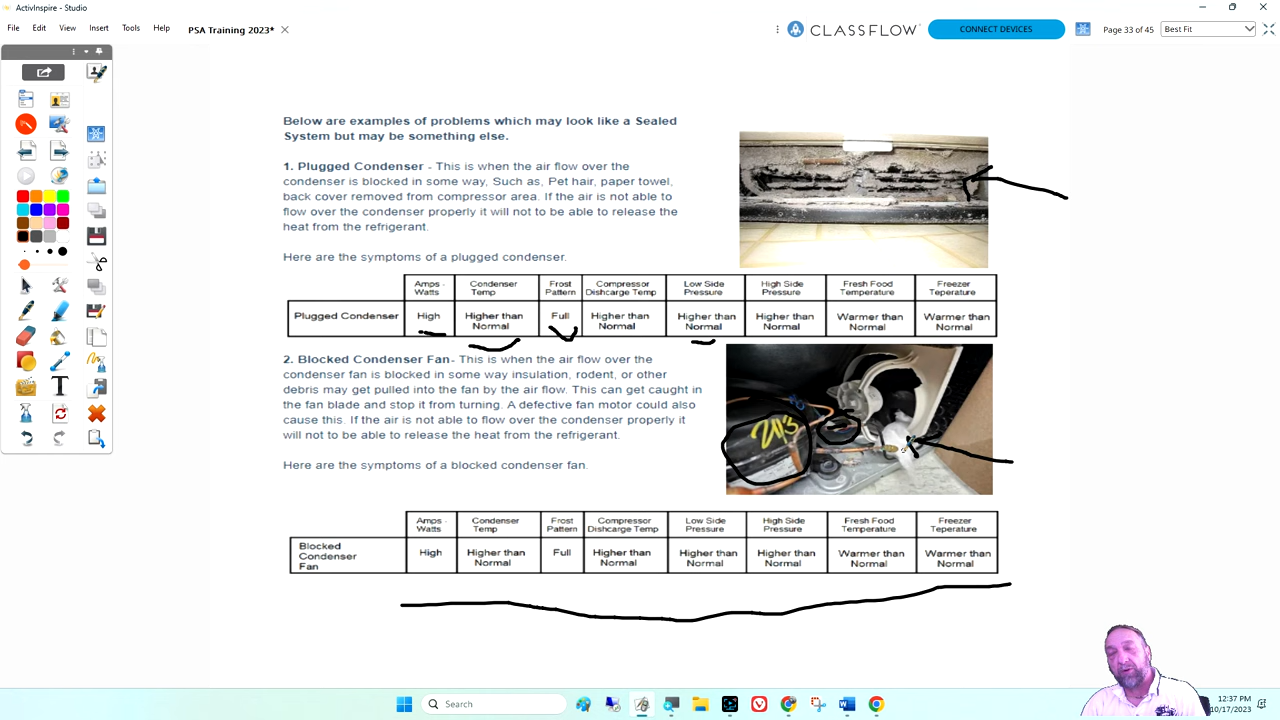 ActivInspire - Studio
File Edit View Insert Tools Help PSA Training 2023*
CLASSFLOW CONNECT DEVICES Page 33 of 45 Best Fit
Below are examples of problems which may look like a Sealed
System but may be something else.
1. Plugged Condenser - This is when the air flow over the
condenser is blocked in some way, Such as, Pet hair, paper towel,
back cover removed from compressor area. If the air is not able to
flow over the condenser properly it will not to be able to release the
heat from the refrigerant.
Here are the symptoms of a plugged condenser.
Amps - Condenser Frost Compressor Low Side High Side Fresh Food Freezer
Watts Temp Pattern Dishcarge Temp Pressure Pressure Temperature Teperature
Plugged Condenser High Higher than Full Higher than Higher than Higher than Warmer than Warmer than
Normal Normal Normal Normal Normal Normal
2. Blocked Condenser Fan- This is when the air flow over the
condenser fan is blocked in some way insulation, rodent, or other
debris may get pulled into the fan by the air flow. This can get caught in
the fan blade and stop it from turning. A defective fan motor could also
cause this. If the air is not able to flow over the condenser properly it
will not to be able to release the heat from the refrigerant.
Here are the symptoms of a blocked condenser fan.
Amps - Condenser Frost Compressor Low Side High Side Fresh Food Freezer
Watts Temp Pattern Dishcarge Temp Pressure Pressure Temperature Teperature
Blocked High Higher than Full Higher than Higher than Higher than Warmer than Warmer than
Condenser Normal Normal Normal Normal Normal Normal
Fan
T
Search
12:37 PM
10/17/2023